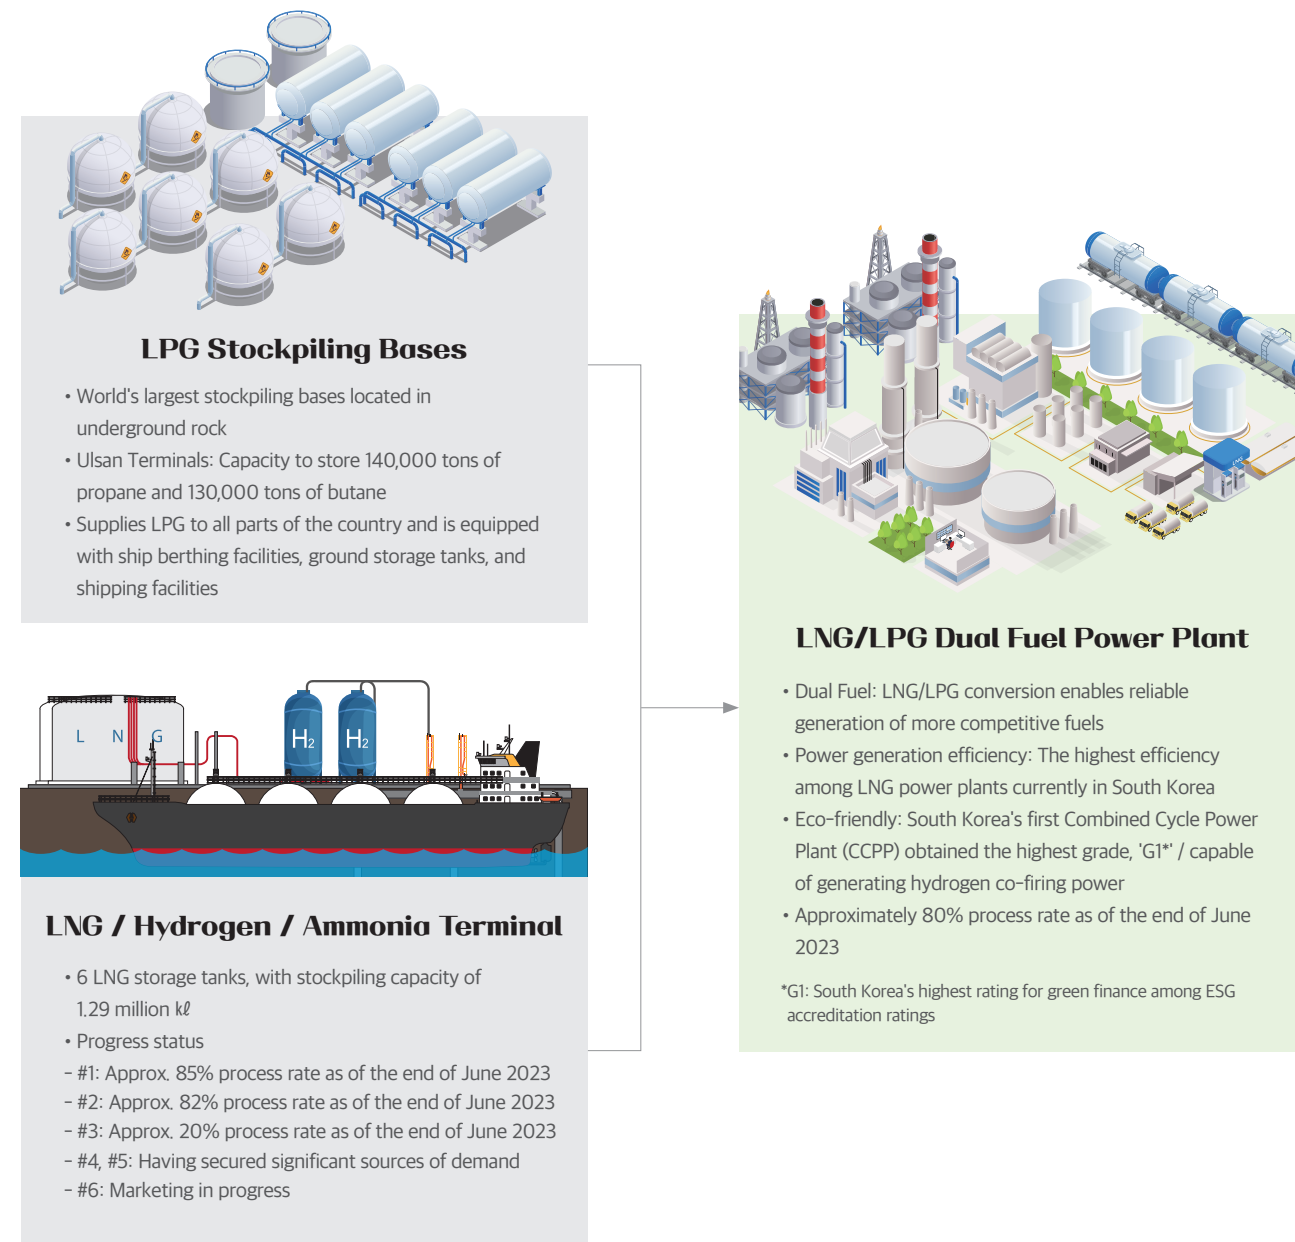 LPG Stockpiling Bases
• World's largest stockpiling bases located in
underground rock
• Ulsan Terminals: Capacity to store 140,000 tons of
propane and 130,000 tons of butane
• Supplies LPG to all parts of the country and is equipped
with ship berthing facilities, ground storage tanks, and
shipping facilities
L N G
H2 H2
LNG / Hydrogen / Ammonia Terminal
• 6 LNG storage tanks, with stockpiling capacity of
1.29 million kℓ
• Progress status
- #1: Approx. 85% process rate as of the end of June 2023
- #2: Approx. 82% process rate as of the end of June 2023
- #3: Approx. 20% process rate as of the end of June 2023
- #4, #5: Having secured significant sources of demand
- #6: Marketing in progress
LNG/LPG Dual Fuel Power Plant
• Dual Fuel: LNG/LPG conversion enables reliable
generation of more competitive fuels
• Power generation efficiency: The highest efficiency
among LNG power plants currently in South Korea
• Eco-friendly: South Korea's first Combined Cycle Power
Plant (CCPP) obtained the highest grade, 'G1*' / capable
of generating hydrogen co-firing power
• Approximately 80% process rate as of the end of June
2023
*G1: South Korea's highest rating for green finance among ESG
accreditation ratings